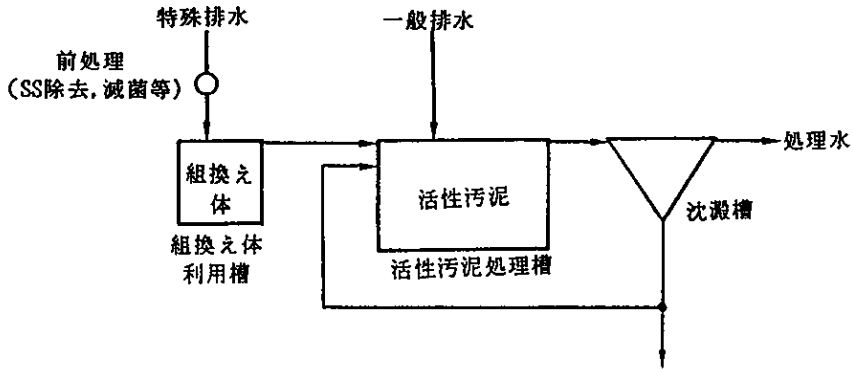 特殊排水
一般排水
前処理
（SS除去,滅菌等）
組換え
体
組換え体
利用槽
活性汚泥
活性汚泥処理槽
処理水
沈澱槽